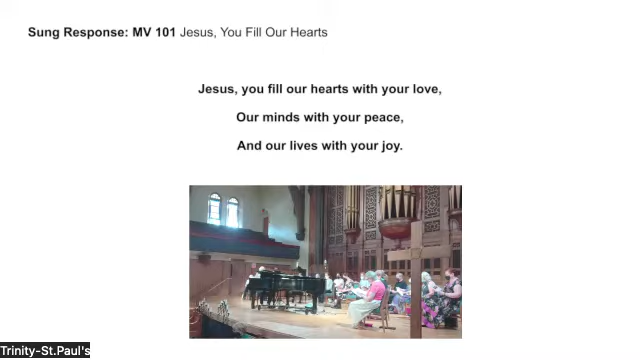 Sung Response: MV 101 Jesus, You Fill Our Hearts
Jesus, you fill our hearts with your love,
Our minds with your peace,
And our lives with your joy.
Trinity-St.Paul's